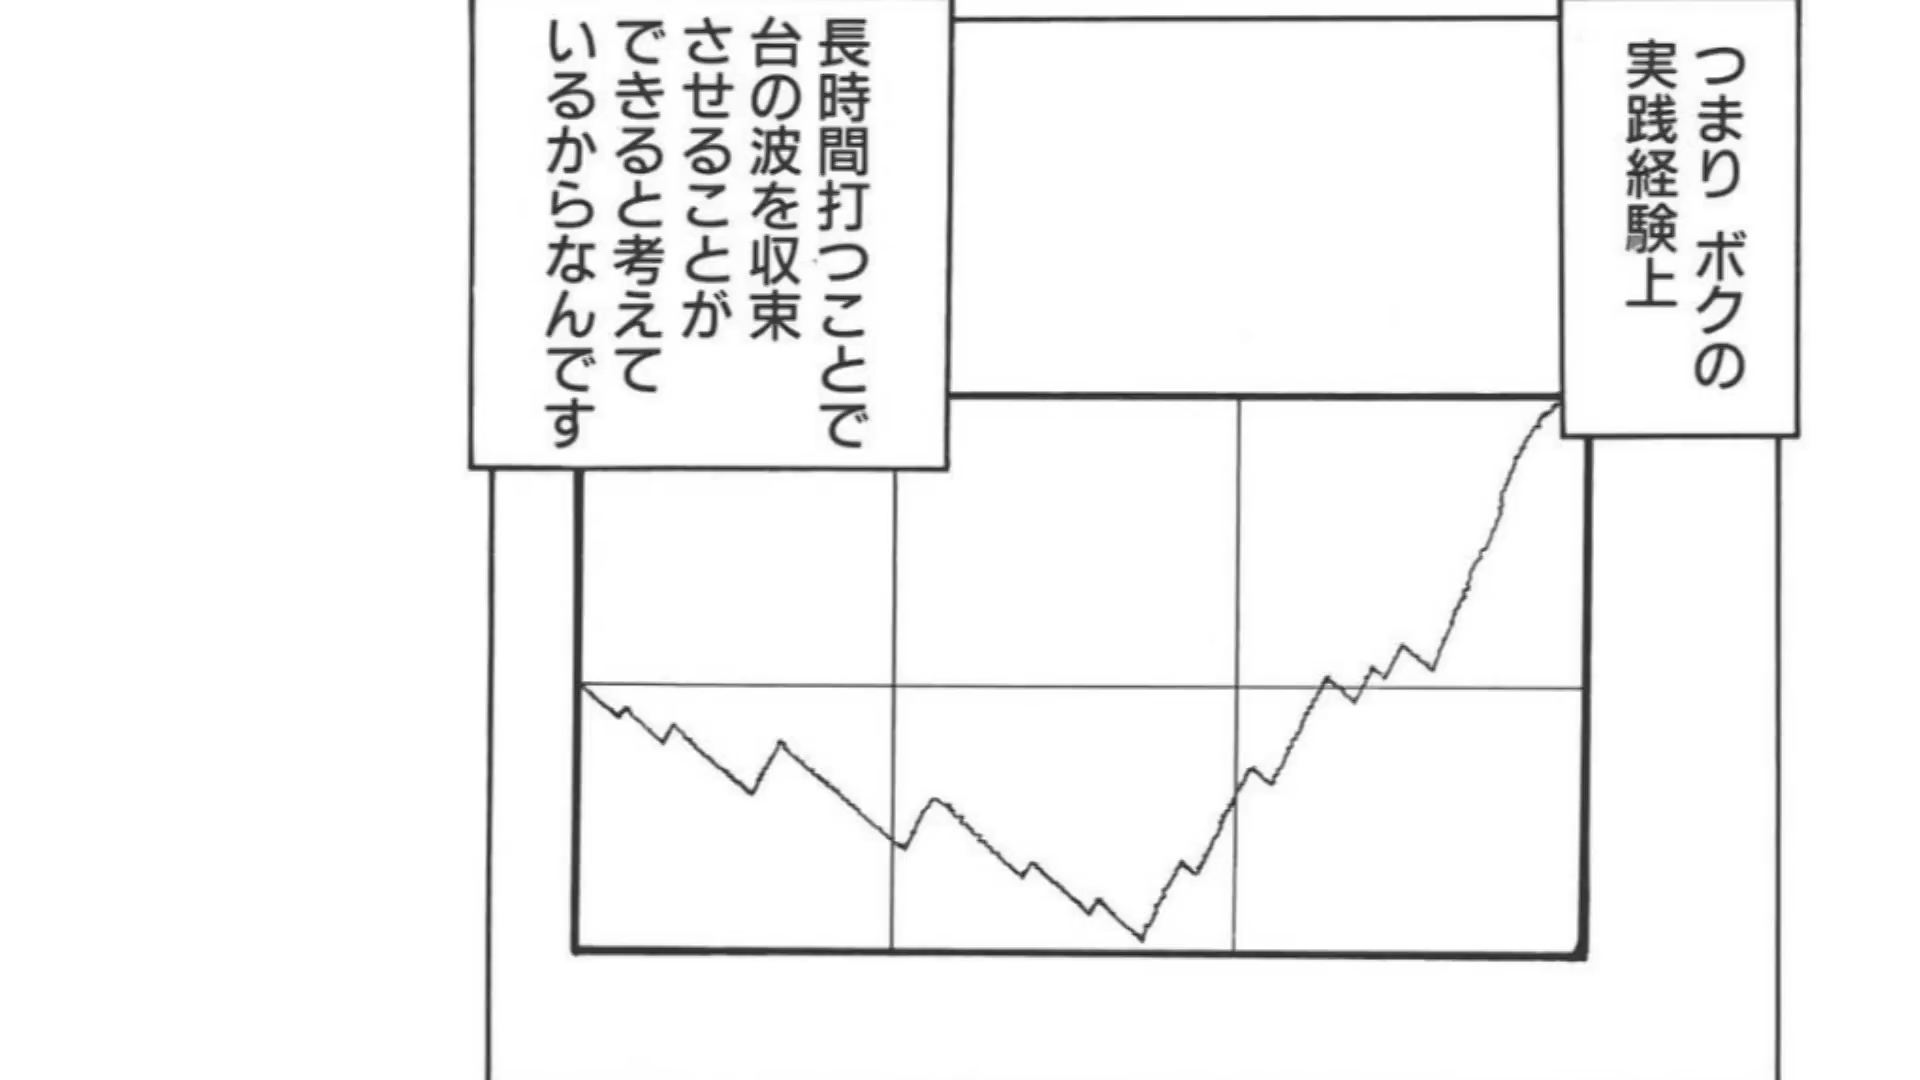 つまり ボクの
実践経験上
長時間打つことで
台の波を収束
させることが
できると考えて
いるからなんです